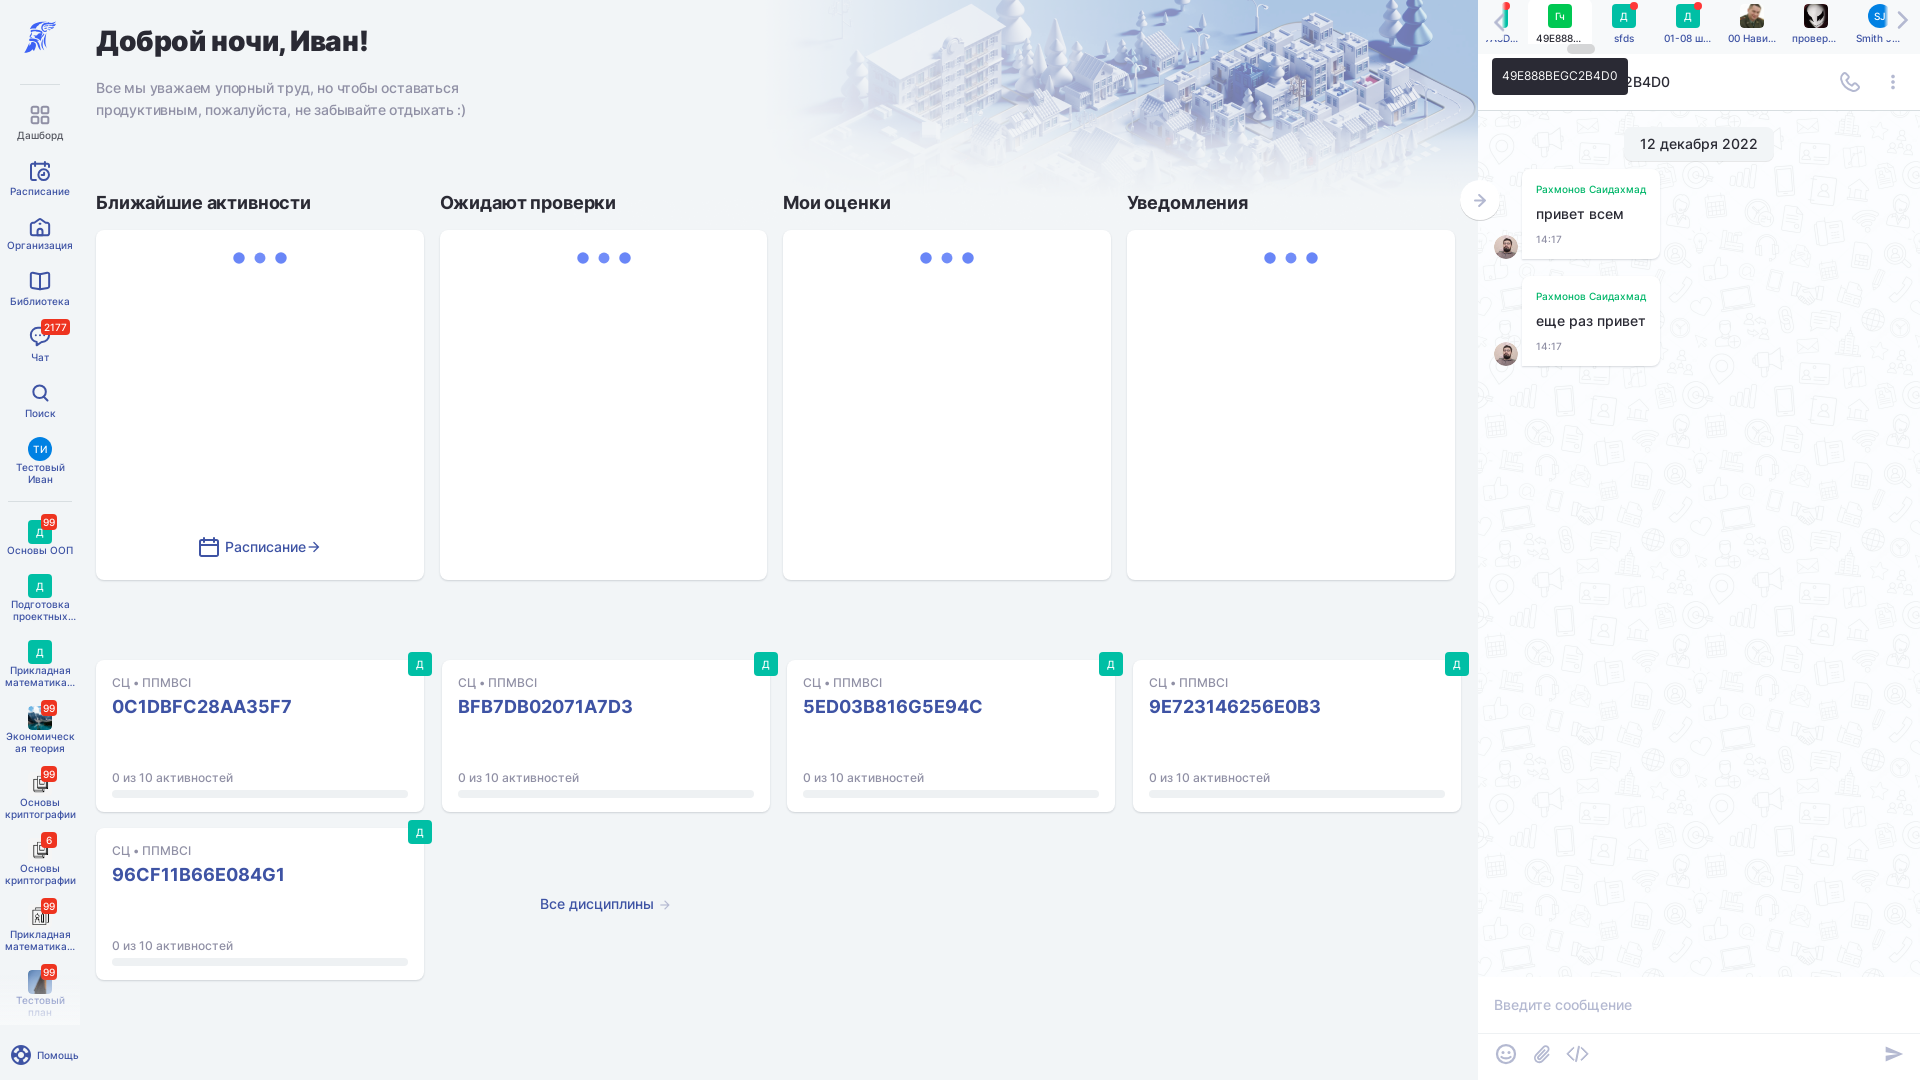 Дашборд
Расписание
Организация
Библиотека
2177
Чат
Поиск
ТИ
Тестовый
Иван
99
Д
Основы ООП
Д
Подготовка
проектных...
Д
Прикладная
математика...
99
Экономическ
ая теория
99
Основы
криптографии
6
Основы
криптографии
99
Прикладная
математика...
99
Тестовый
план
Помощь
Доброй ночи, Иван!
Все мы уважаем упорный труд, но чтобы оставаться
продуктивным, пожалуйста, не забывайте отдыхать :)
Ближайшие активности
Расписание
Ожидают проверки
Мои оценки
Уведомления
Д
СЦ • ППМВСI
0C1DBFC28AA35F7
0 из 10 активностей
Д
СЦ • ППМВСI
BFB7DB02071A7D3
0 из 10 активностей
Д
СЦ • ППМВСI
5ED03B816G5E94C
0 из 10 активностей
Д
СЦ • ППМВСI
9E723146256E0B3
0 из 10 активностей
Д
СЦ • ППМВСI
96CF11B66E084G1
0 из 10 активностей
Все дисциплины
Гч
49E888...
Д
sfds
Д
01-08 ш...
00 Нави...
провер...
SJ
Smith
49E888BEGC2B4D0
2B4D0
12 декабря 2022
Рахмонов Саидахмад
привет всем
14:17
Рахмонов Саидахмад
еще раз привет
14:17
Введите сообщение